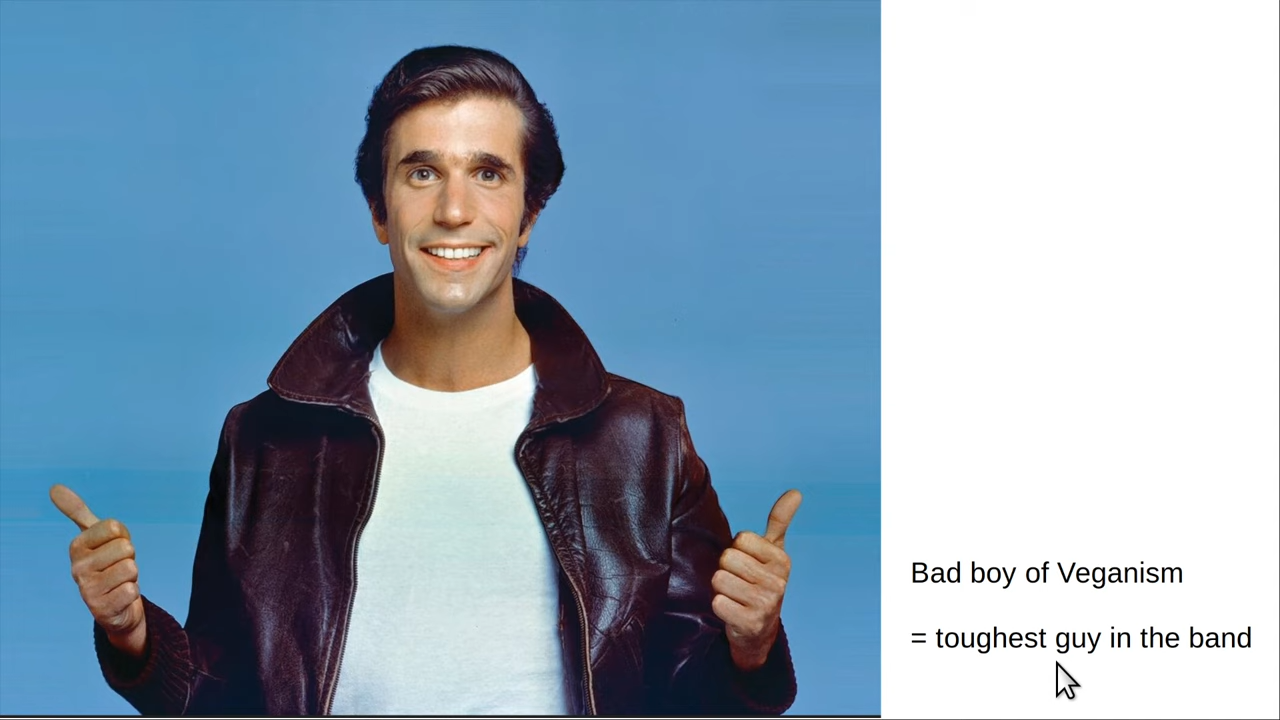 Bad boy of Veganism
= toughest guy in the band